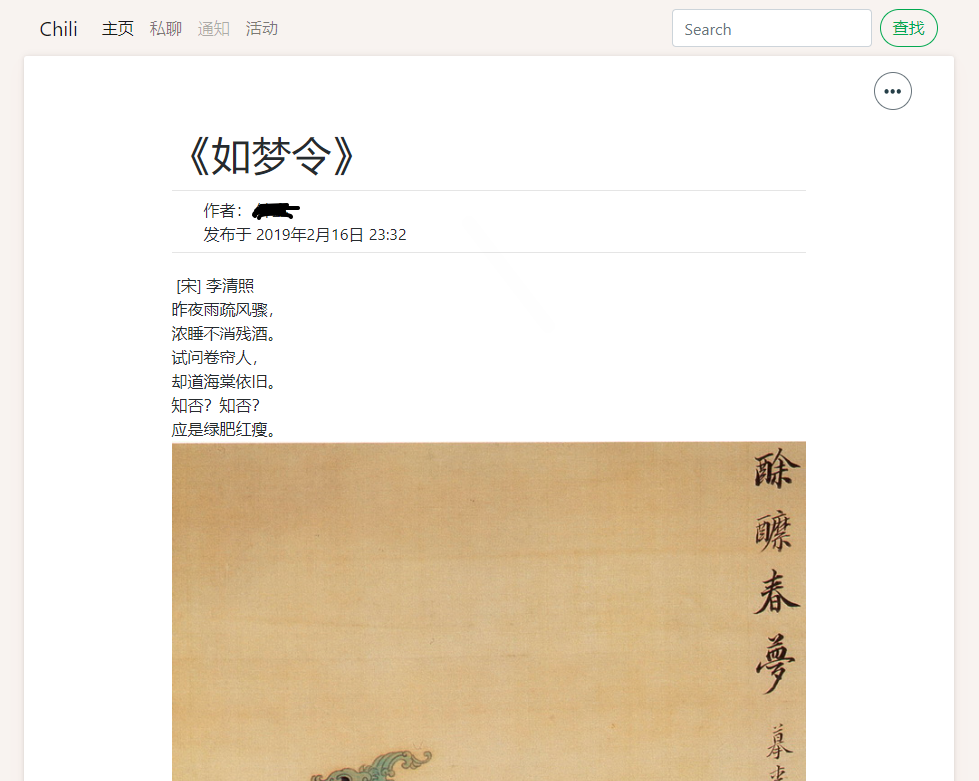 Chili 主页 私聊 通知 活动 Search 查找
•••
《如梦令》
作者：
发布于 2019年2月16日 23:32
[宋] 李清照
昨夜雨疏风骤，
浓睡不消残酒。
试问卷帘人，
却道海棠依旧。
知否？知否？
应是绿肥红瘦。
酴醾春夢